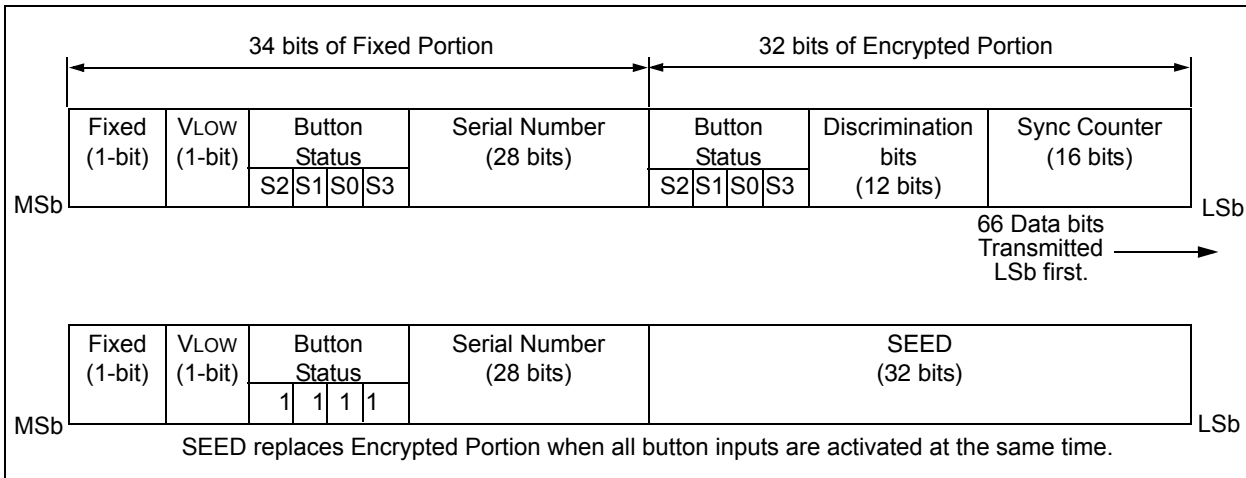 34 bits of Fixed Portion
32 bits of Encrypted Portion
Fixed
(1-bit)
VLOW
(1-bit)
Button
Status
S2 S1 S0 S3
Serial Number
(28 bits)
Button
Status
S2 S1 S0 S3
Discrimination
bits
(12 bits)
Sync Counter
(16 bits)
MSb
LSb
66 Data bits
Transmitted
LSb first.
Fixed
(1-bit)
VLOW
(1-bit)
Button
Status
1 1 1 1
Serial Number
(28 bits)
SEED
(32 bits)
MSb
LSb
SEED replaces Encrypted Portion when all button inputs are activated at the same time.